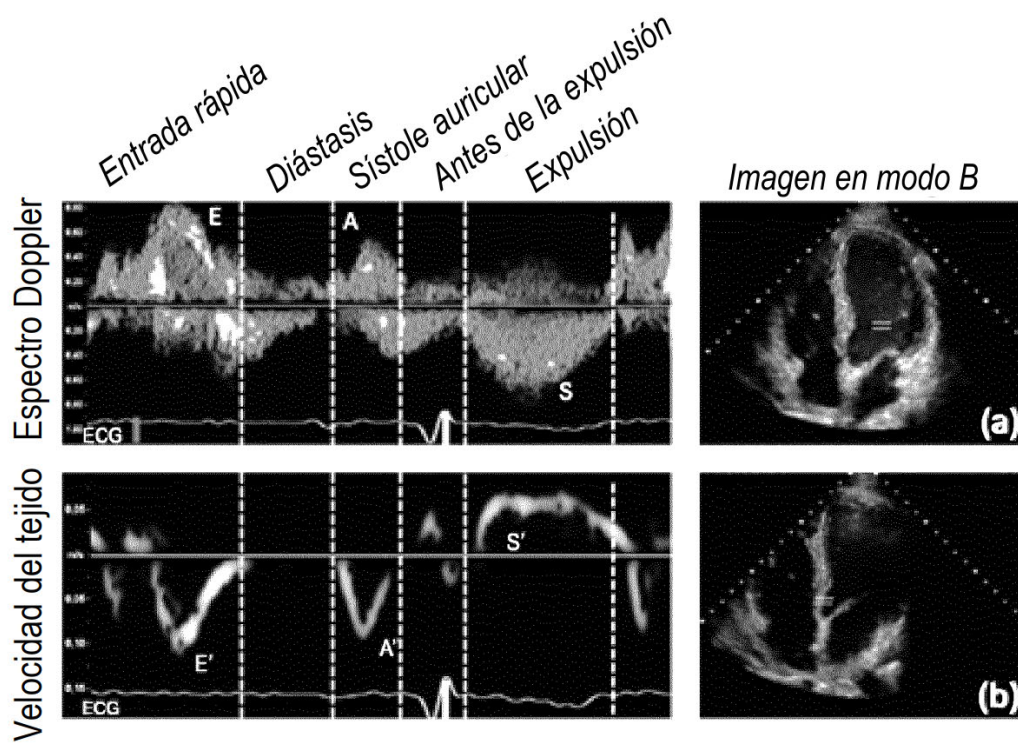 Entrada rápida
Diástasis
Sístole auricular
Antes de la expulsión
Expulsión
Imagen en modo B
Espectro Doppler
E
A
S
ECG
(a)
Velocidad del tejido
S'
E'
A'
ECG
(b)